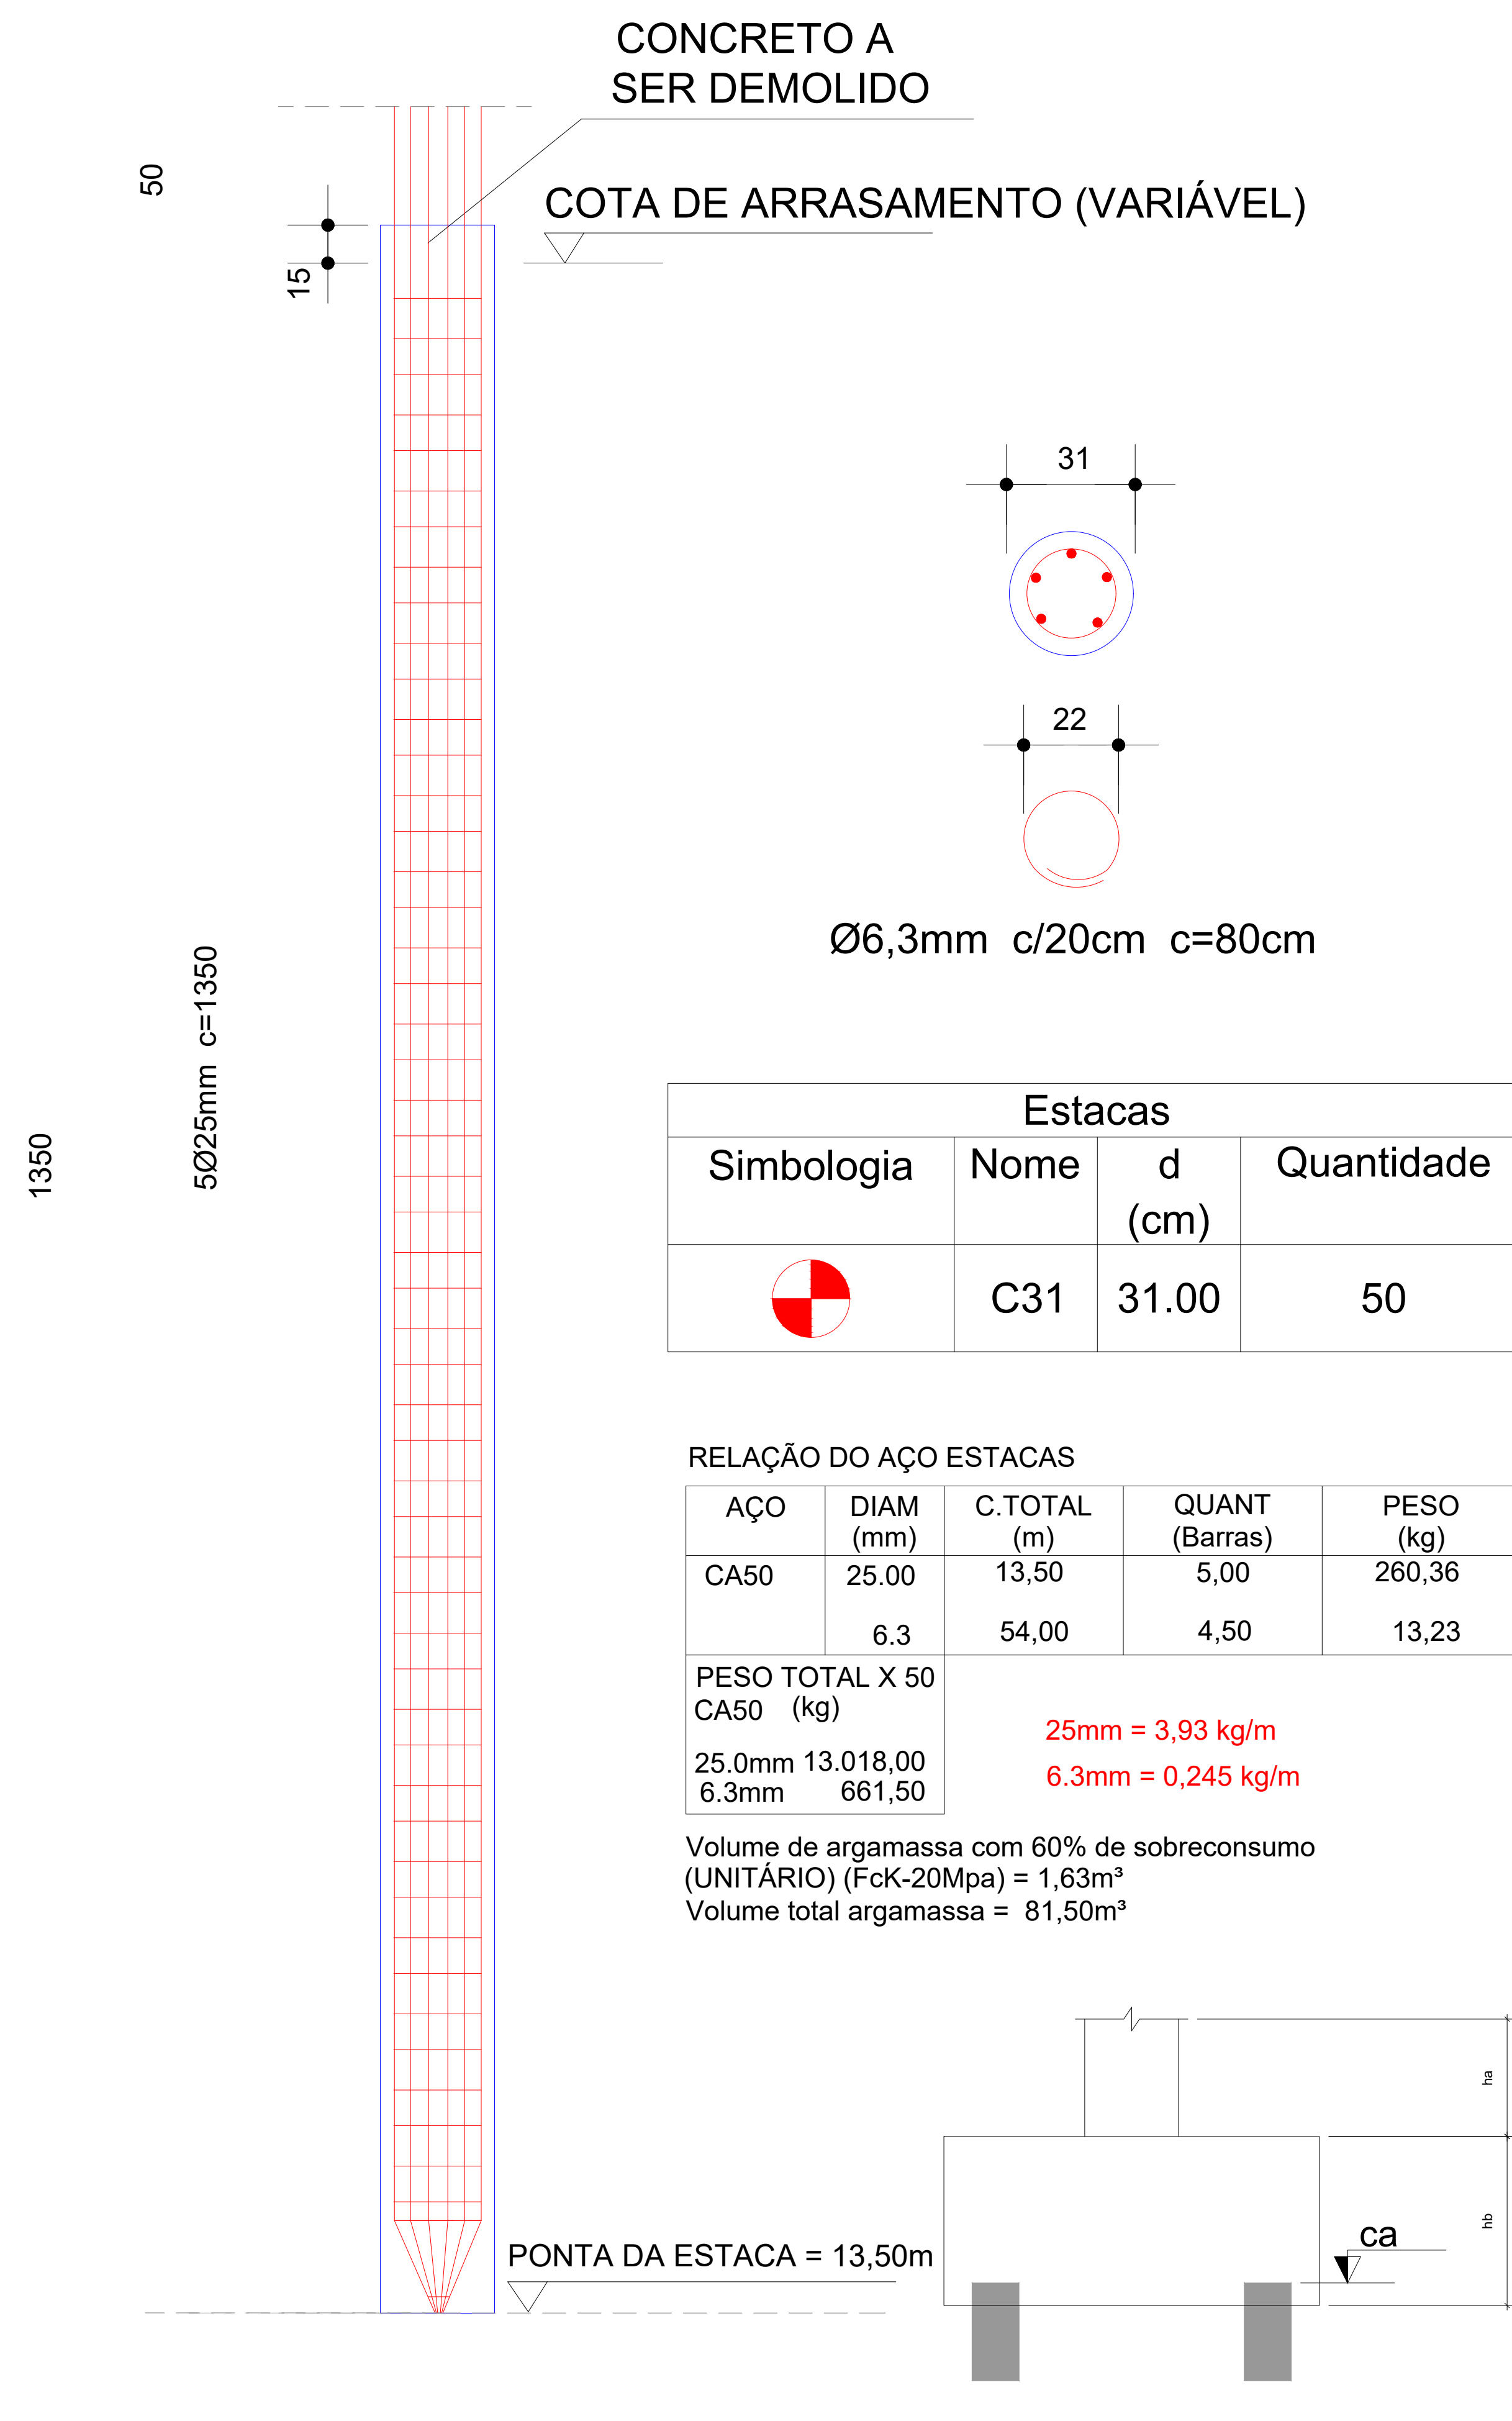 CONCRETO A
SER DEMOLIDO
50
COTA DE ARRASAMENTO (VARIÁVEL)
15
31
22
Ø6,3mm c/20cm c=80cm
5Ø25mm c=1350
1350
Estacas
Simbologia Nome d (cm) Quantidade
C31 31.00 50
RELAÇÃO DO AÇO ESTACAS
AÇO DIAM (mm) C.TOTAL (m) QUANT (Barras) PESO (kg)
CA50 25.00 13,50 5,00 260,36
6.3 54,00 4,50 13,23
PESO TOTAL X 50
CA50 (kg)
25.0mm 13.018,00
6.3mm 661,50
25mm = 3,93 kg/m
6.3mm = 0,245 kg/m
Volume de argamassa com 60% de sobreconsumo
(UNITÁRIO) (FcK-20Mpa) = 1,63m³
Volume total argamassa = 81,50m³
ha
hb
ca
PONTA DA ESTACA = 13,50m